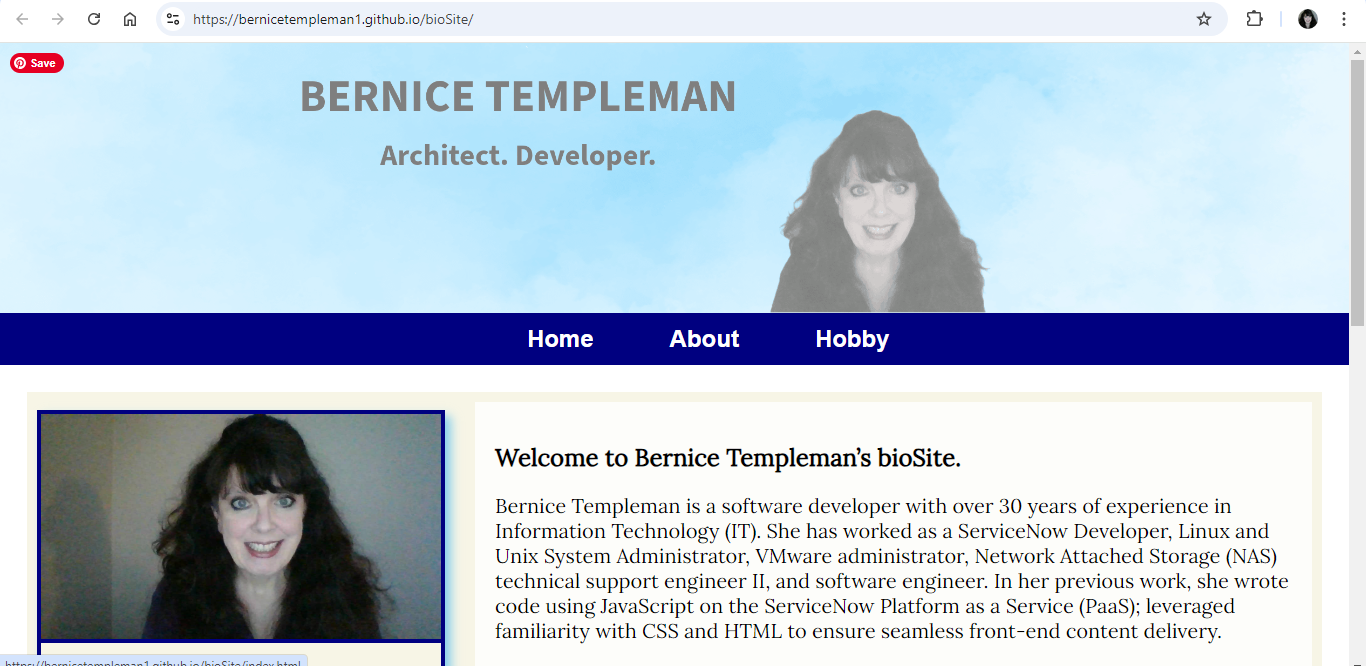 https://bernicetempleman1.github.io/bioSite/
Save
BERNICE TEMPLEMAN
Architect. Developer.
Home About Hobby
Welcome to Bernice Templeman’s bioSite.
Bernice Templeman is a software developer with over 30 years of experience in
Information Technology (IT). She has worked as a ServiceNow Developer, Linux and
Unix System Administrator, VMware administrator, Network Attached Storage (NAS)
technical support engineer II, and software engineer. In her previous work, she wrote
code using JavaScript on the ServiceNow Platform as a Service (PaaS); leveraged
familiarity with CSS and HTML to ensure seamless front-end content delivery.
https://bernicetempleman1.github.io/bioSite/index.html